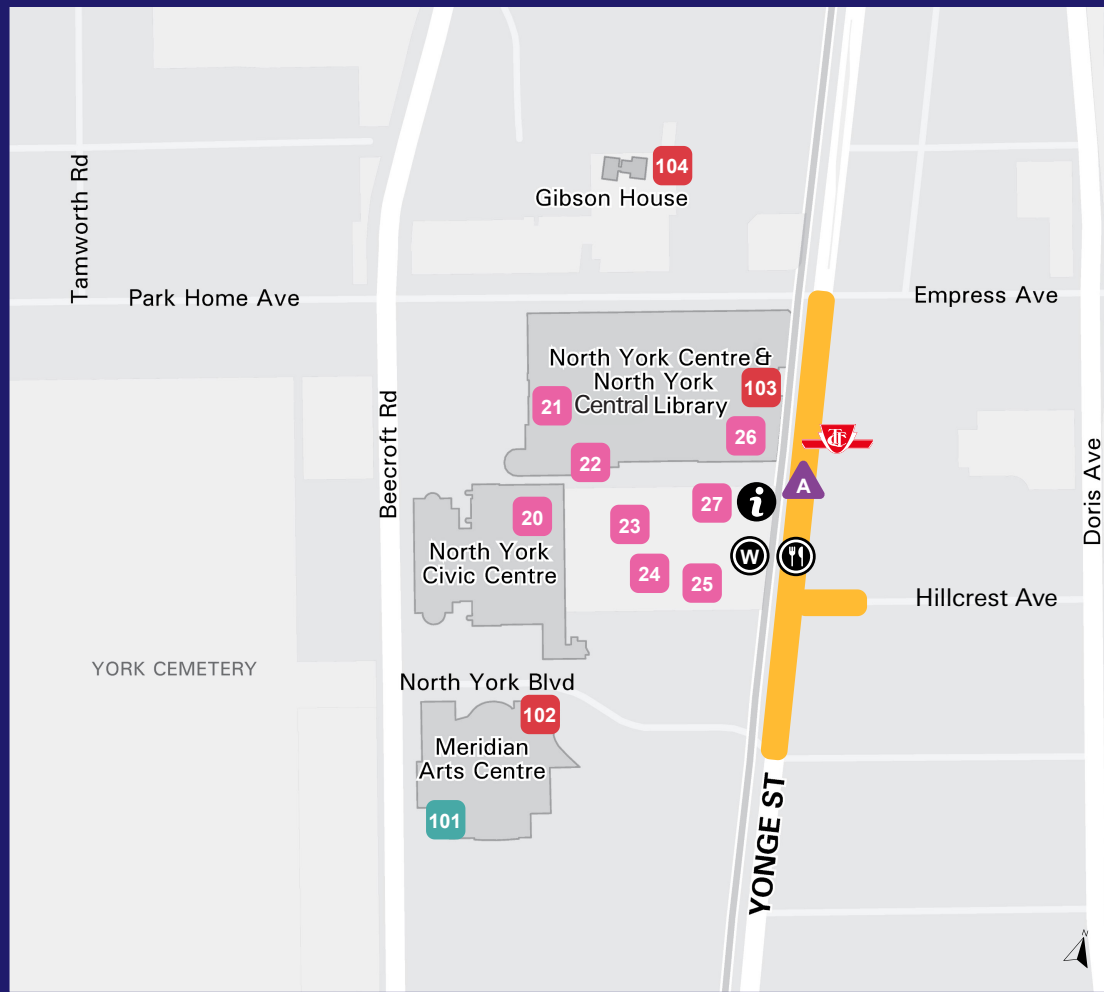 104
Gibson House
Tamworth Rd
Park Home Ave
Empress Ave
North York Centre &
North York
Central Library
103
21
26
22
Beecroft Rd
TTC
A
Doris Ave
27
i
20
23
North York
Civic Centre
W
24
25
Hillcrest Ave
YORK CEMETERY
North York Blvd
102
Meridian
Arts Centre
101
YONGE ST
N